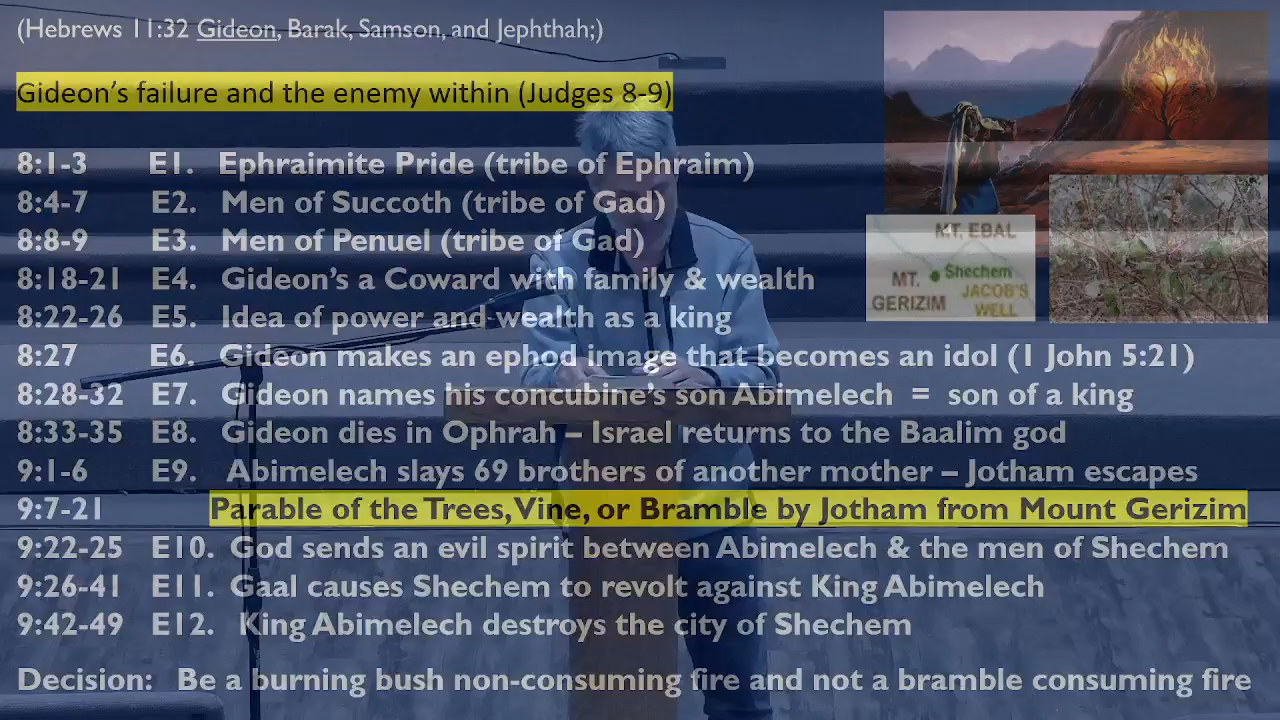 (Hebrews 11:32 Gideon, Barak, Samson, and Jephthah;)
Gideon's failure and the enemy within (Judges 8-9)
8:1-3 E1. Ephraimite Pride (tribe of Ephraim)
8:4-7 E2. Men of Succoth (tribe of Gad)
8:8-9 E3. Men of Penuel (tribe of Gad)
8:18-21 E4. Gideon's a Coward with family & wealth
8:22-26 E5. Idea of power and wealth as a king
8:27 E6. Gideon makes an ephod image that becomes an idol (1 John 5:21)
8:28-32 E7. Gideon names his concubine's son Abimelech = son of a king
8:33-35 E8. Gideon dies in Ophrah – Israel returns to the Baalim god
9:1-6 E9. Abimelech slays 69 brothers of another mother – Jotham escapes
9:7-21 Parable of the Trees, Vine, or Bramble by Jotham from Mount Gerizim
9:22-25 E10. God sends an evil spirit between Abimelech & the men of Shechem
9:26-41 E11. Gaal causes Shechem to revolt against King Abimelech
9:42-49 E12. King Abimelech destroys the city of Shechem
Decision: Be a burning bush non-consuming fire and not a bramble consuming fire
MT. EBAL
Shechem
MT. GERIZIM
JACOB'S WELL